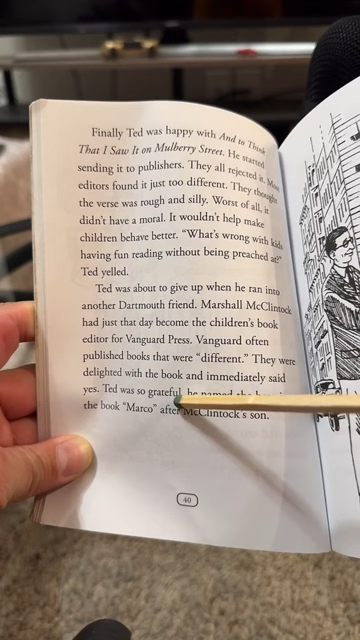 Finally Ted was happy with And to Think
That I Saw It on Mulberry Street. He started
sending it to publishers. They all rejected it. Most
editors found it just too different. They thought
the verse was rough and silly. Worst of all, it
didn't have a moral. It wouldn't help make
children behave better. "What's wrong with kids
having fun reading without being preached at?"
Ted yelled.
Ted was about to give up when he ran into
another Dartmouth friend. Marshall McClintock
had just that day become the children's book
editor for Vanguard Press. Vanguard often
published books that were "different." They were
delighted with the book and immediately said
yes. Ted was so grateful, he named the
the book "Marco" after McClintock's son.
40